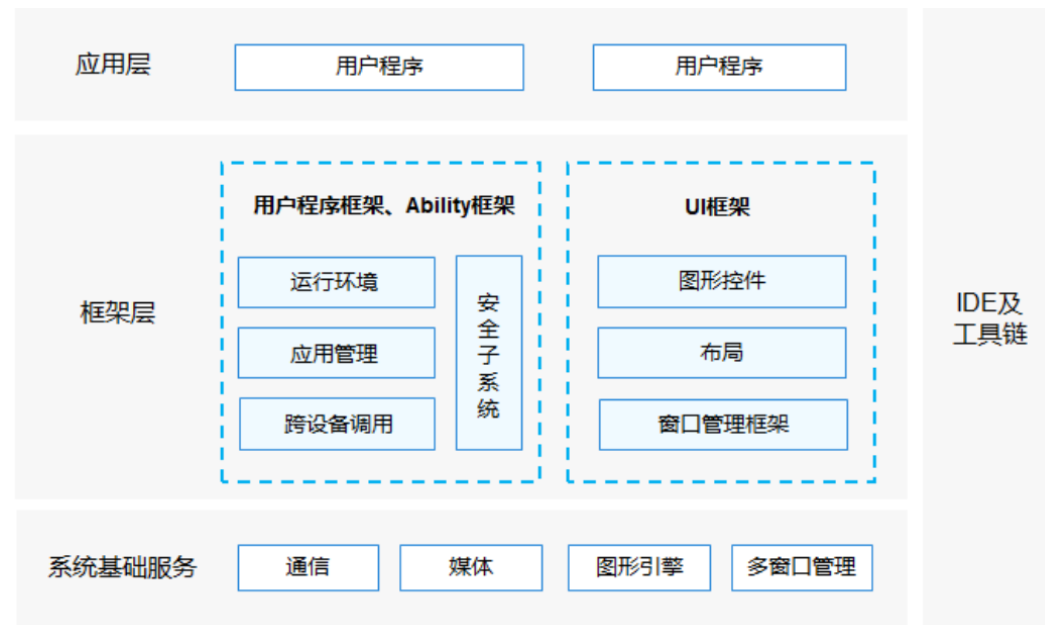 应用层
用户程序
用户程序
框架层
用户程序框架、Ability框架
运行环境
应用管理
跨设备调用
安全子系统
UI框架
图形控件
布局
窗口管理框架
系统基础服务
通信
媒体
图形引擎
多窗口管理
IDE及
工具链